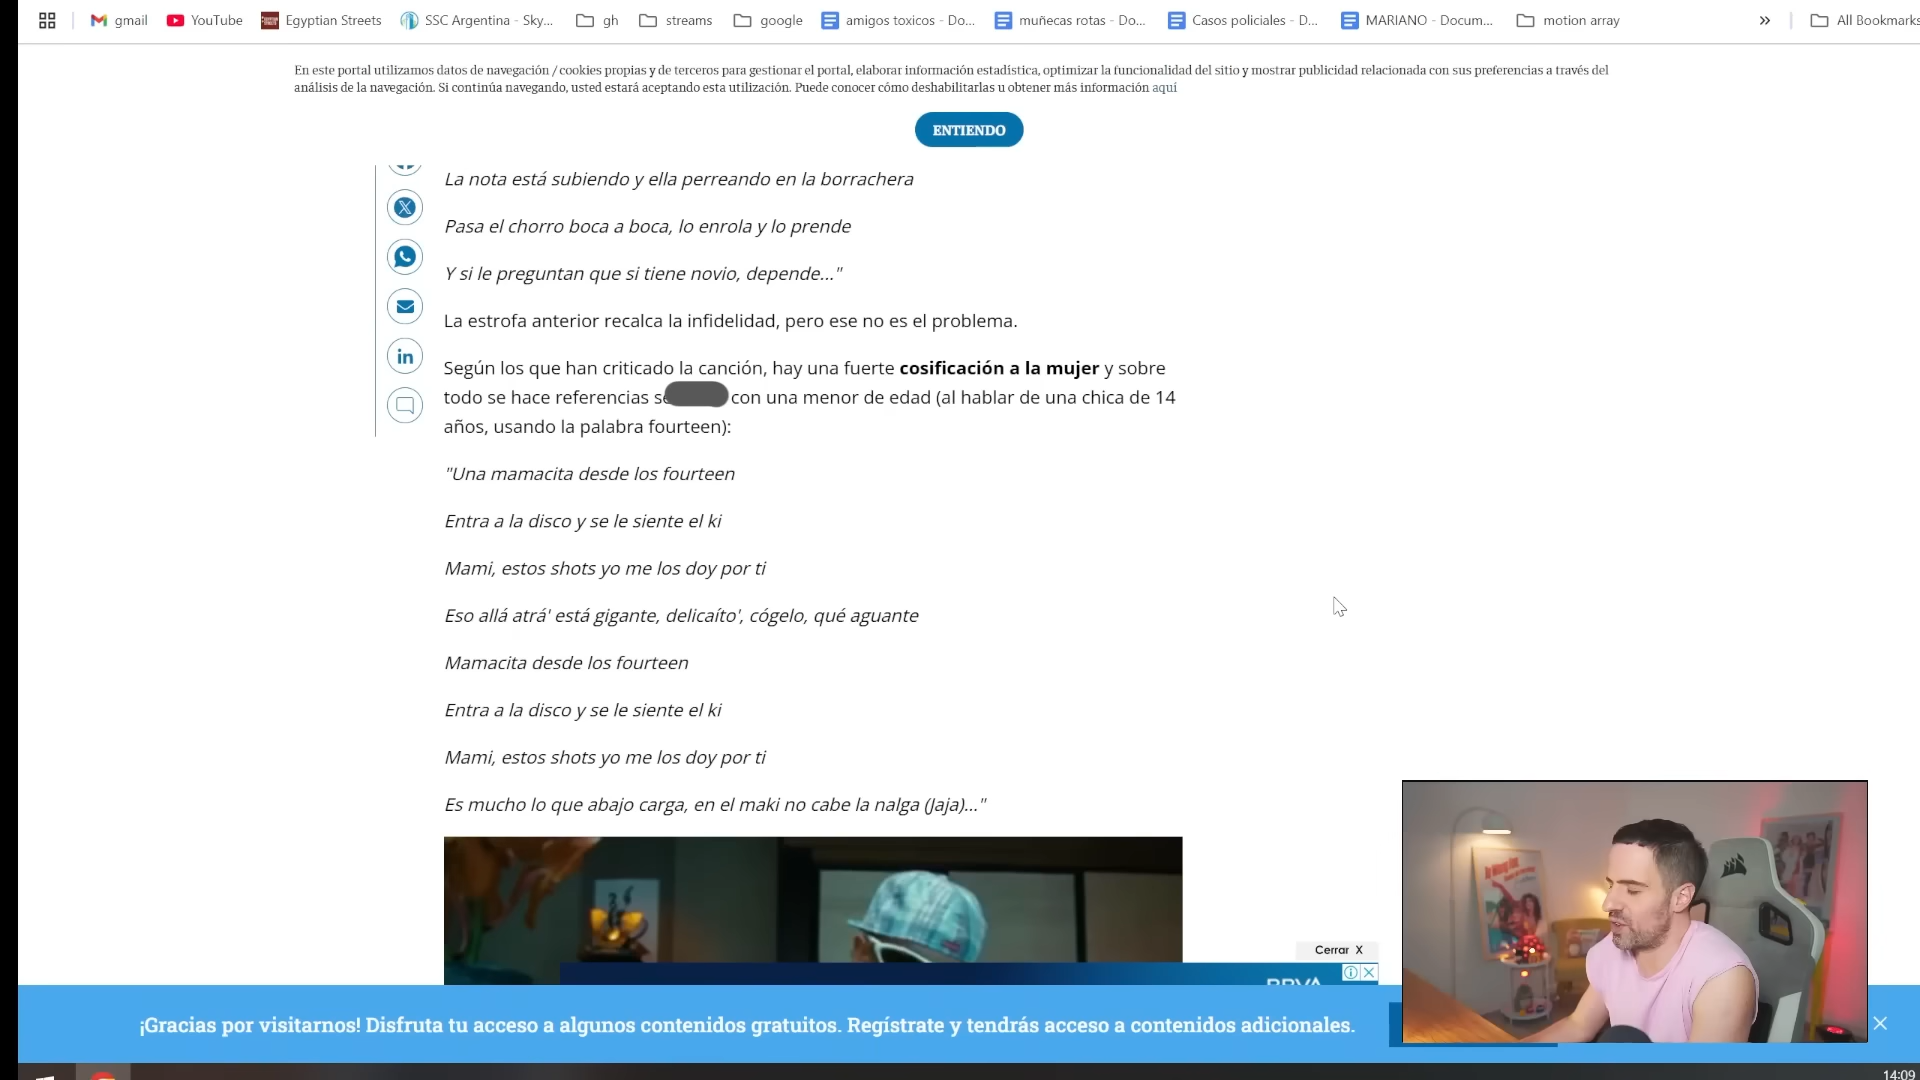 gmail YouTube Egyptian Streets SSC Argentina - Sky... gh streams google amigos toxicos - Do... muñecas rotas - Do... Casos policiales - D... MARIANO - Docum... motion array » All Bookmarks
En este portal utilizamos datos de navegación / cookies propias y de terceros para gestionar el portal, elaborar información estadística, optimizar la funcionalidad del sitio y mostrar publicidad relacionada con sus preferencias a través del
análisis de la navegación. Si continúa navegando, usted estará aceptando esta utilización. Puede conocer cómo deshabilitarlas u obtener más información aquí
ENTIENDO
La nota está subiendo y ella perreando en la borrachera
Pasa el chorro boca a boca, lo enrola y lo prende
Y si le preguntan que si tiene novio, depende..."
La estrofa anterior recalca la infidelidad, pero ese no es el problema.
Según los que han criticado la canción, hay una fuerte cosificación a la mujer y sobre
todo se hace referencias se con una menor de edad (al hablar de una chica de 14
años, usando la palabra fourteen):
"Una mamacita desde los fourteen
Entra a la disco y se le siente el ki
Mami, estos shots yo me los doy por ti
Eso allá atrá' está gigante, delicaíto', cógelo, qué aguante
Mamacita desde los fourteen
Entra a la disco y se le siente el ki
Mami, estos shots yo me los doy por ti
Es mucho lo que abajo carga, en el maki no cabe la nalga (Jaja)..."
Cerrar X
BBVA
¡Gracias por visitarnos! Disfruta tu acceso a algunos contenidos gratuitos. Regístrate y tendrás acceso a contenidos adicionales.
14:09